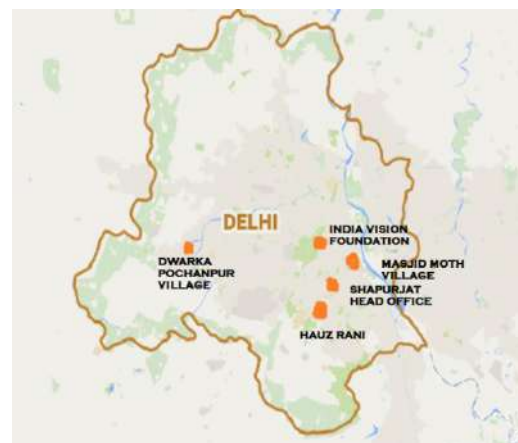 DELHI
INDIA VISION
FOUNDATION
DWARKA
POCHANPUR
VILLAGE
MASJID MOTH
VILLAGE
SHAPURJAT
HEAD OFFICE
HAUZ RANI